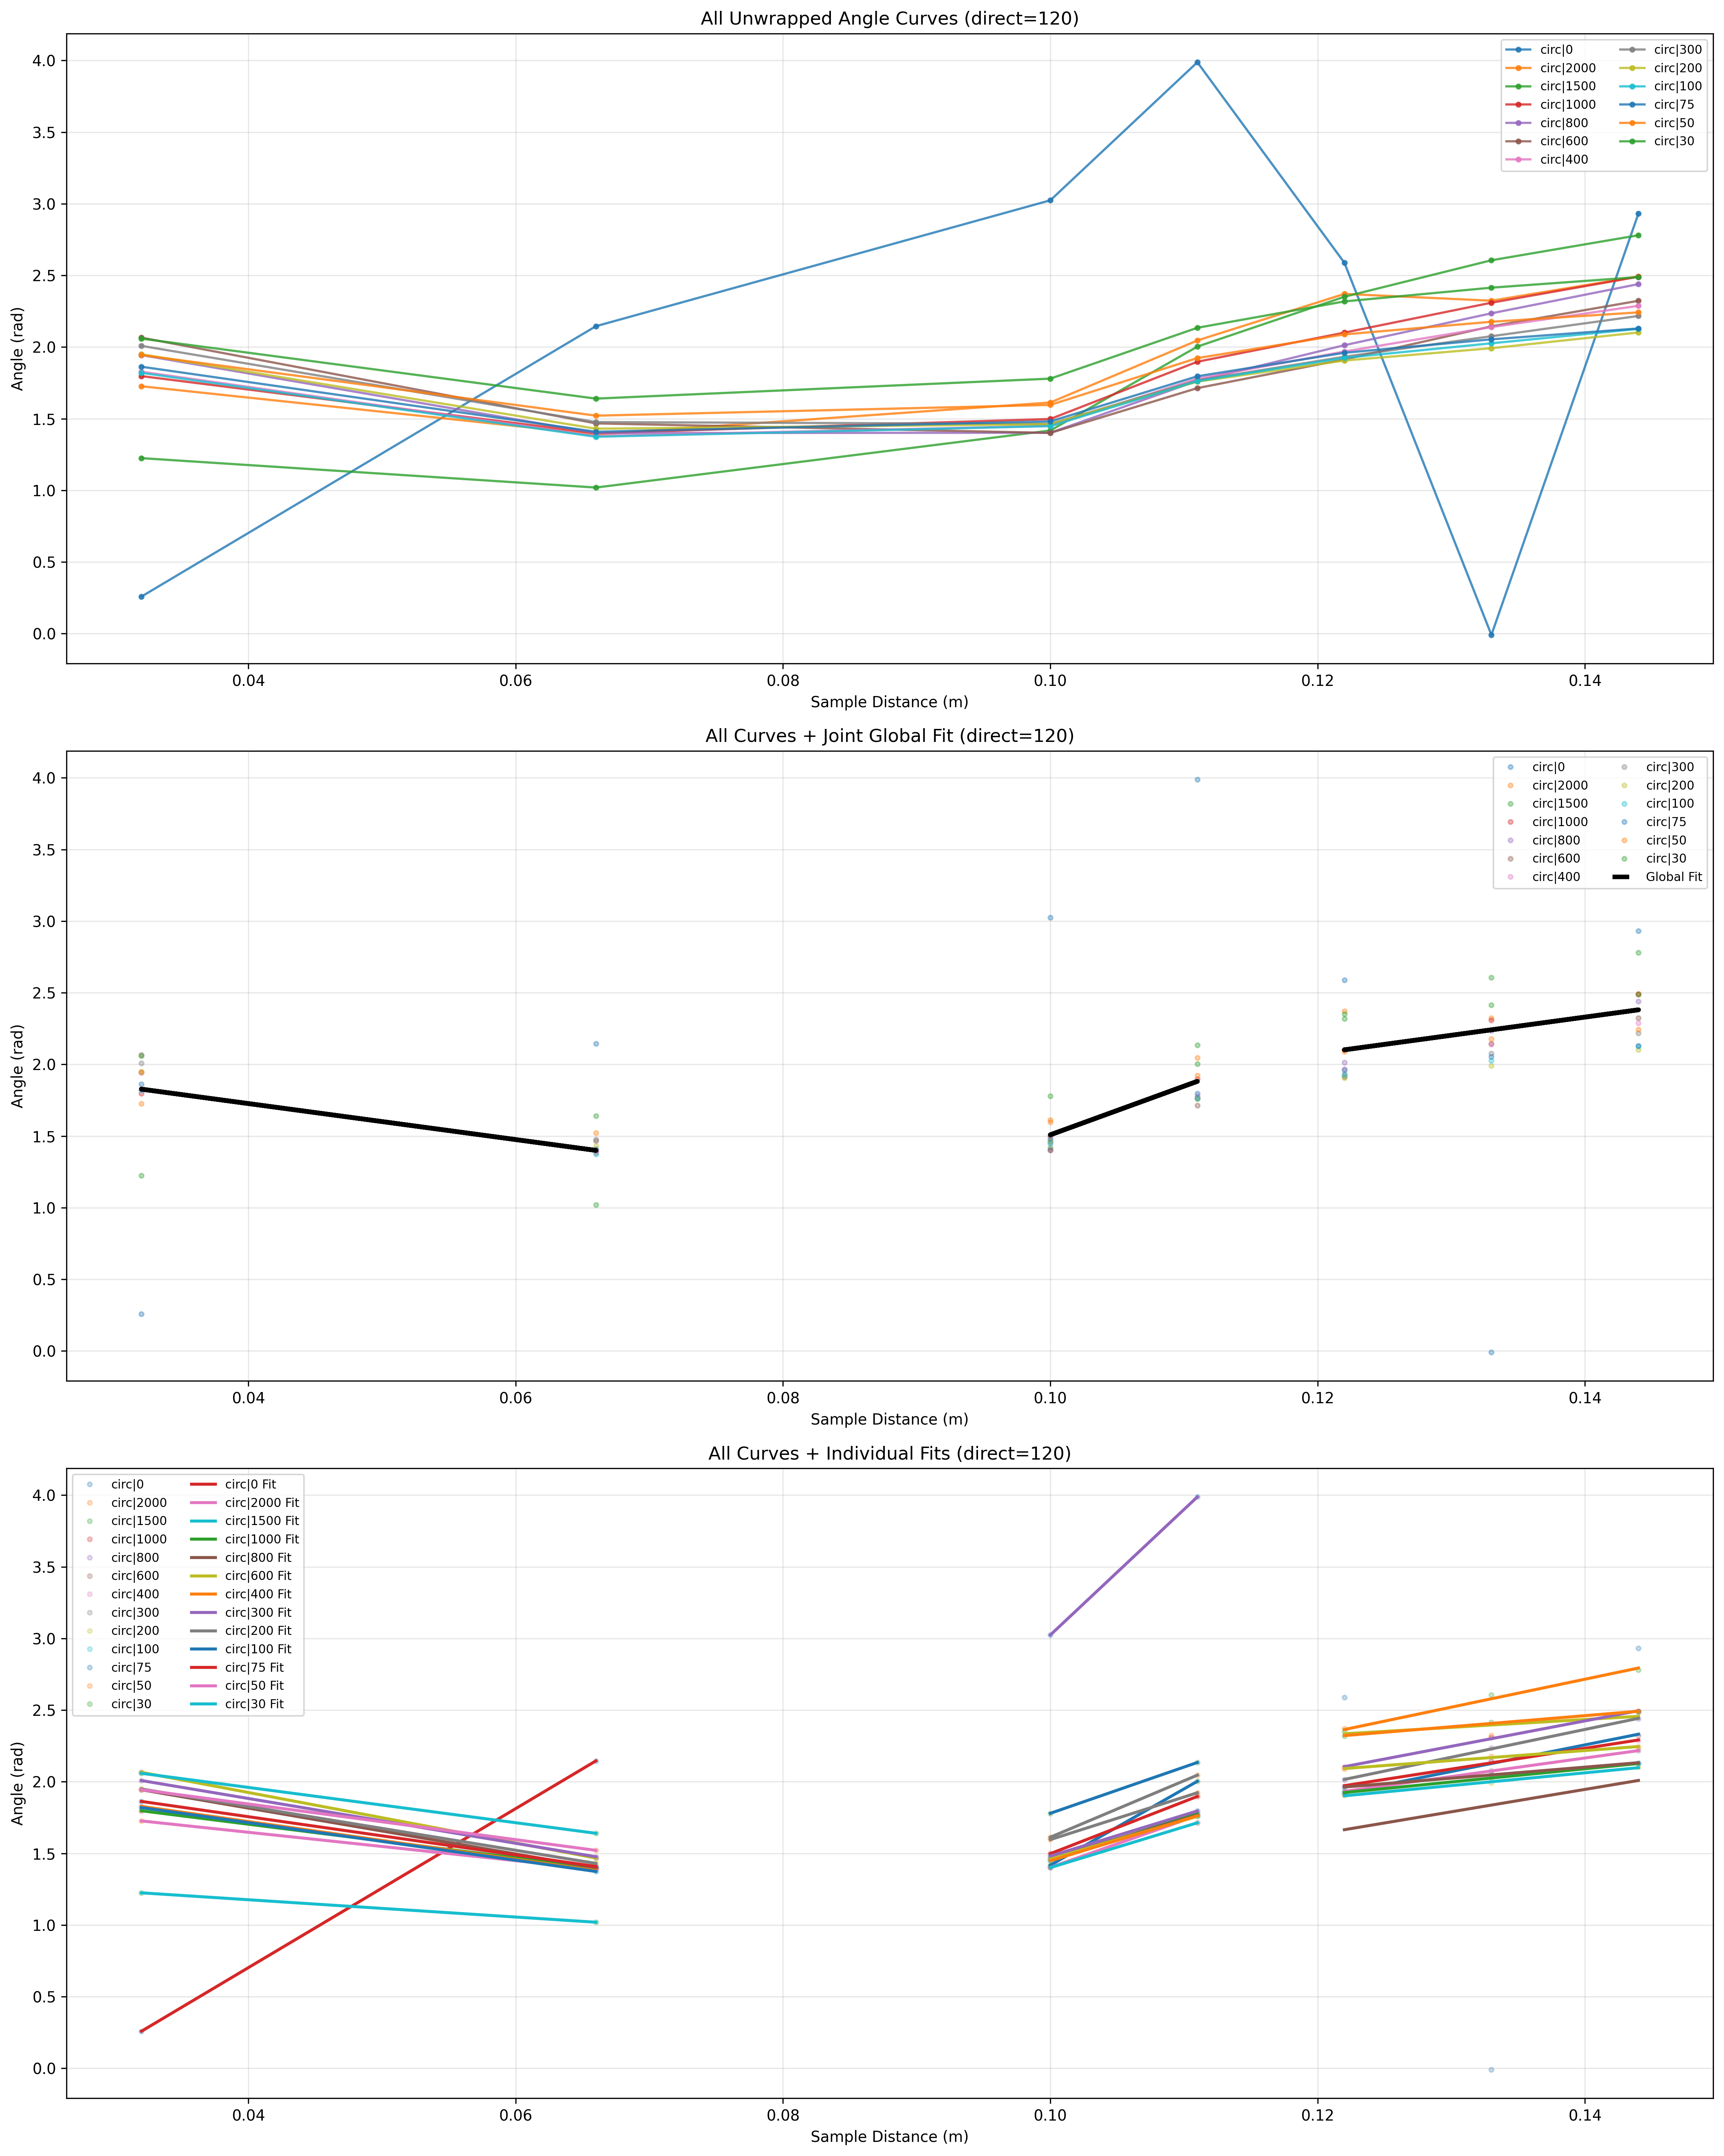 All Unwrapped Angle Curves (direct=120)
4.0
3.5
3.0
2.5
2.0
1.5
1.0
0.5
0.0
Angle (rad)
circ|0
circ|2000
circ|1500
circ|1000
circ|800
circ|600
circ|400
circ|300
circ|200
circ|100
circ|75
circ|50
circ|30
0.04 0.06 0.08 0.10 0.12 0.14
Sample Distance (m)
All Curves + Joint Global Fit (direct=120)
4.0
3.5
3.0
2.5
2.0
1.5
1.0
0.5
0.0
Angle (rad)
circ|0
circ|2000
circ|1500
circ|1000
circ|800
circ|600
circ|400
circ|300
circ|200
circ|100
circ|75
circ|50
circ|30
Global Fit
0.04 0.06 0.08 0.10 0.12 0.14
Sample Distance (m)
All Curves + Individual Fits (direct=120)
4.0
3.5
3.0
2.5
2.0
1.5
1.0
0.5
0.0
Angle (rad)
circ|0
circ|2000
circ|1500
circ|1000
circ|800
circ|600
circ|400
circ|300
circ|200
circ|100
circ|75
circ|50
circ|30
circ|0 Fit
circ|2000 Fit
circ|1500 Fit
circ|1000 Fit
circ|800 Fit
circ|600 Fit
circ|400 Fit
circ|300 Fit
circ|200 Fit
circ|100 Fit
circ|75 Fit
circ|50 Fit
circ|30 Fit
0.04 0.06 0.08 0.10 0.12 0.14
Sample Distance (m)